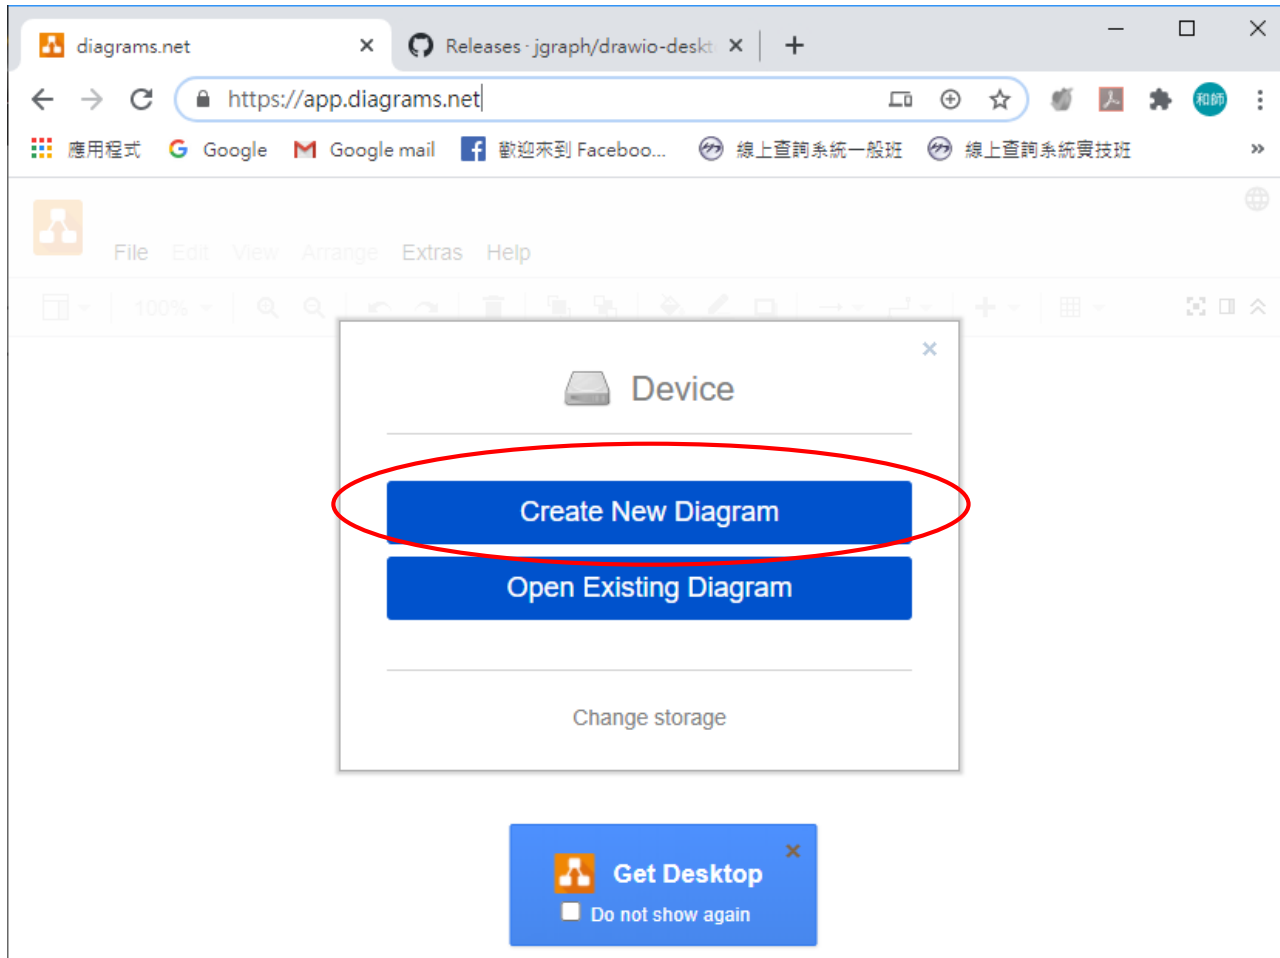 diagrams.net
Releases · jgraph/drawio-deskt
https://app.diagrams.net
和師
應用程式
Google
Google mail
歡迎來到 Faceboo...
線上查詢系統一般班
線上查詢系統實技班
File Edit View Arrange Extras Help
100%
Device
Create New Diagram
Open Existing Diagram
Change storage
Get Desktop
Do not show again